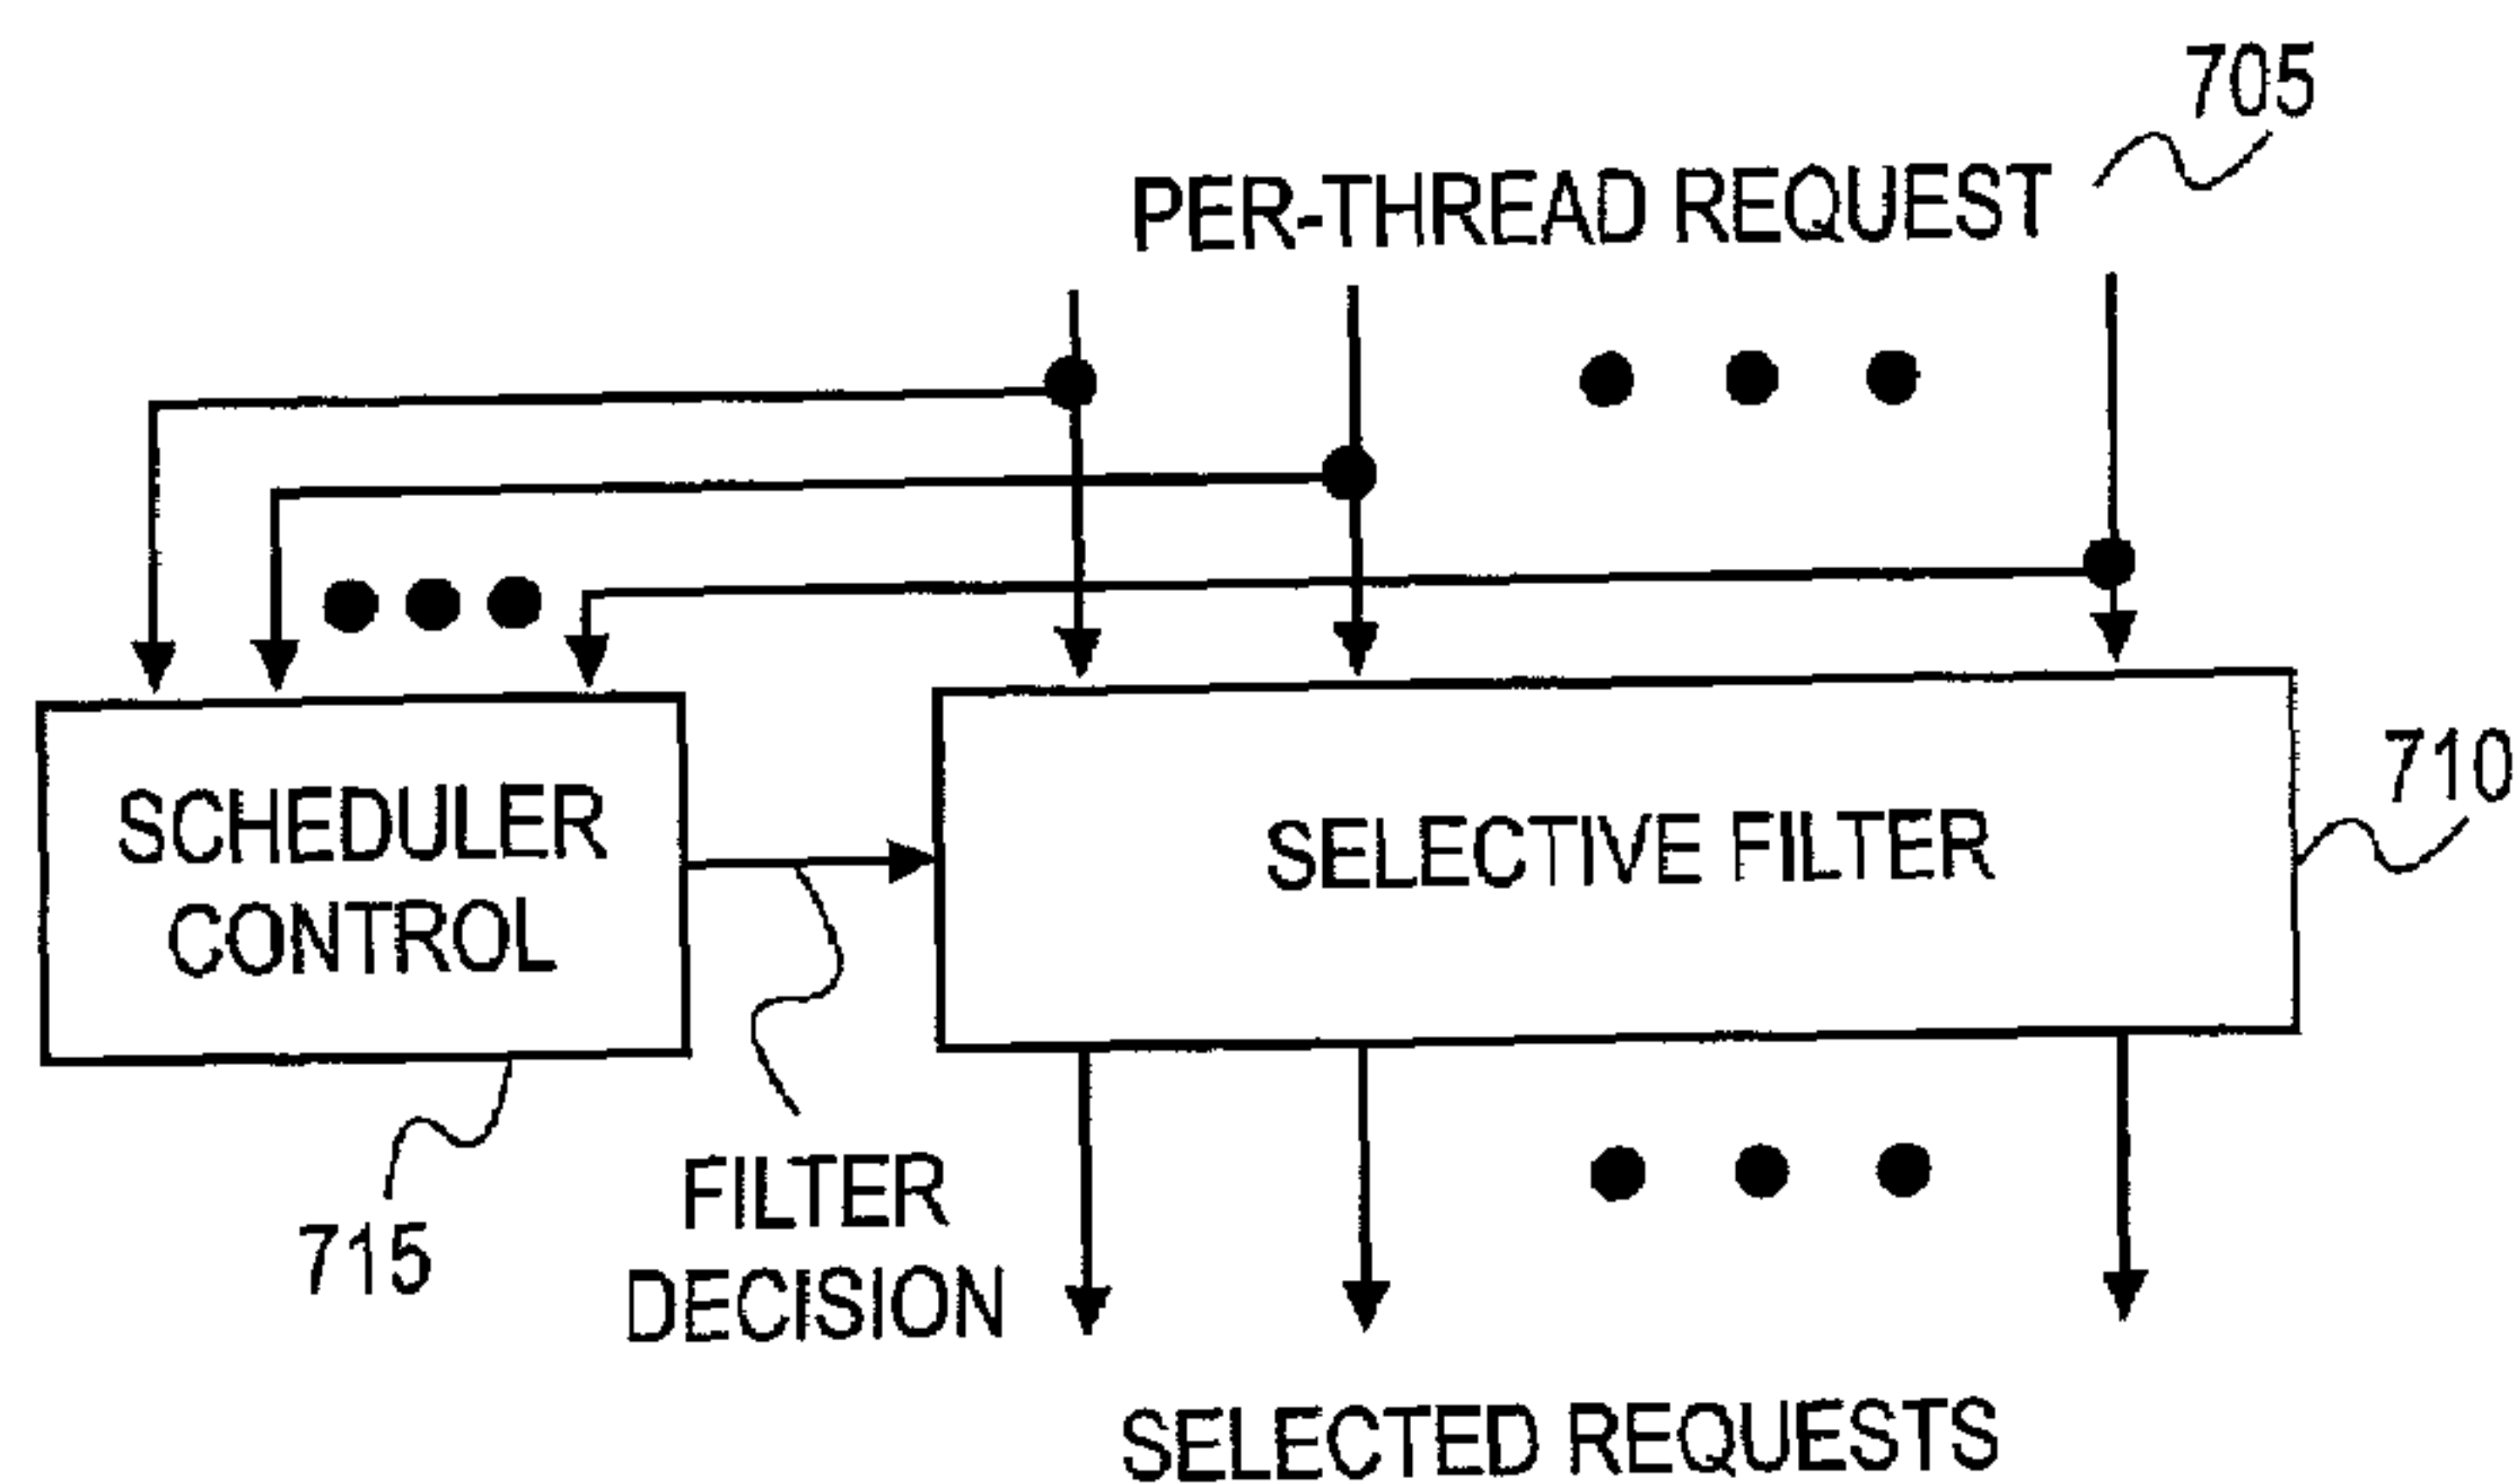 705
PER-THREAD REQUEST
SCHEDULER
CONTROL
SELECTIVE FILTER
710
715
FILTER
DECISION
SELECTED REQUESTS